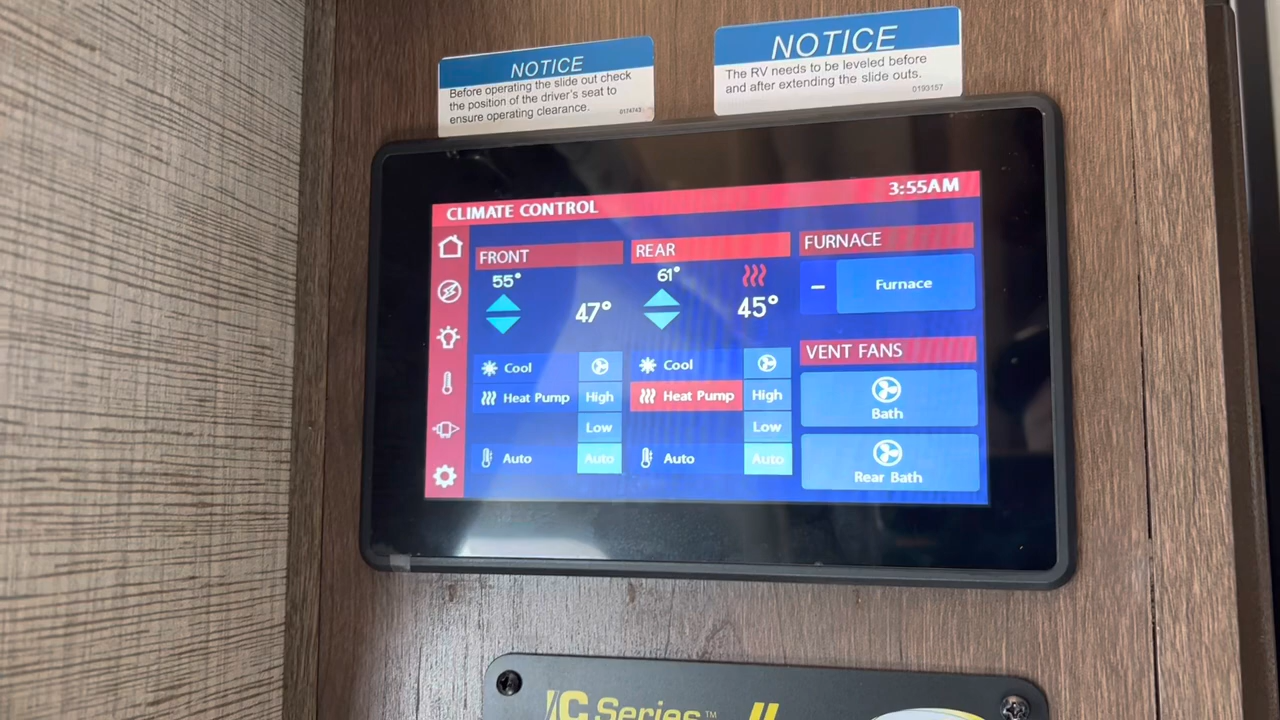 NOTICE
Before operating the slide out check
the position of the driver's seat to
ensure operating clearance.
0174743
NOTICE
The RV needs to be leveled before
and after extending the slide outs.
0193157
CLIMATE CONTROL
3:55AM
FRONT
55°
47°
Cool
Heat Pump
High
Low
Auto
Auto
REAR
61°
45°
Cool
Heat Pump
High
Low
Auto
Auto
FURNACE
–
Furnace
VENT FANS
Bath
Rear Bath
Series™